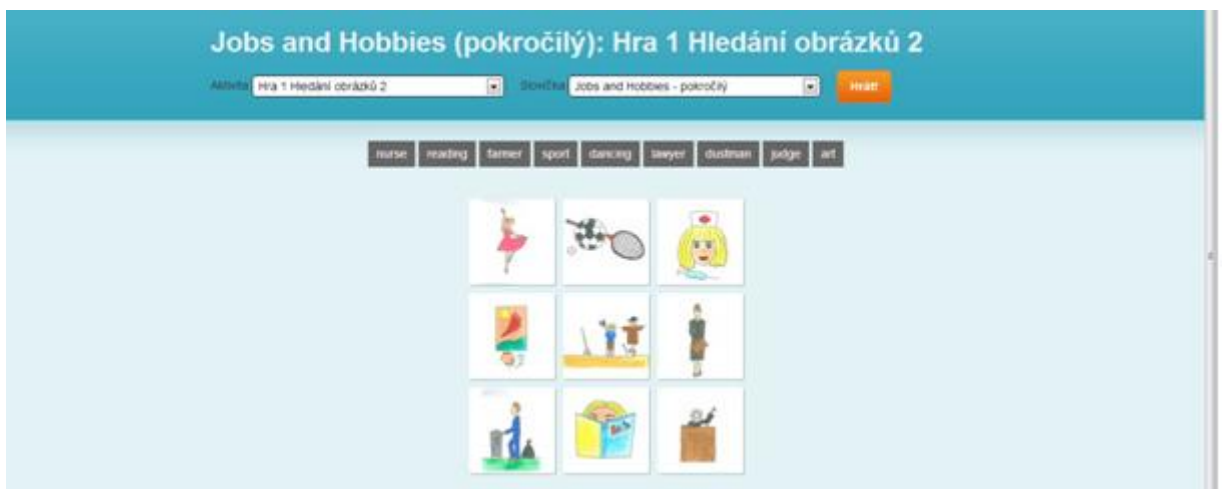 Jobs and Hobbies (pokročilý): Hra 1 Hledání obrázků 2
Aktivita Hra 1 Hledání obrázků 2 Slovíčka Jobs and Hobbies - pokročilý Hrát!
nurse reading farmer sport dancing lawyer dustman judge art